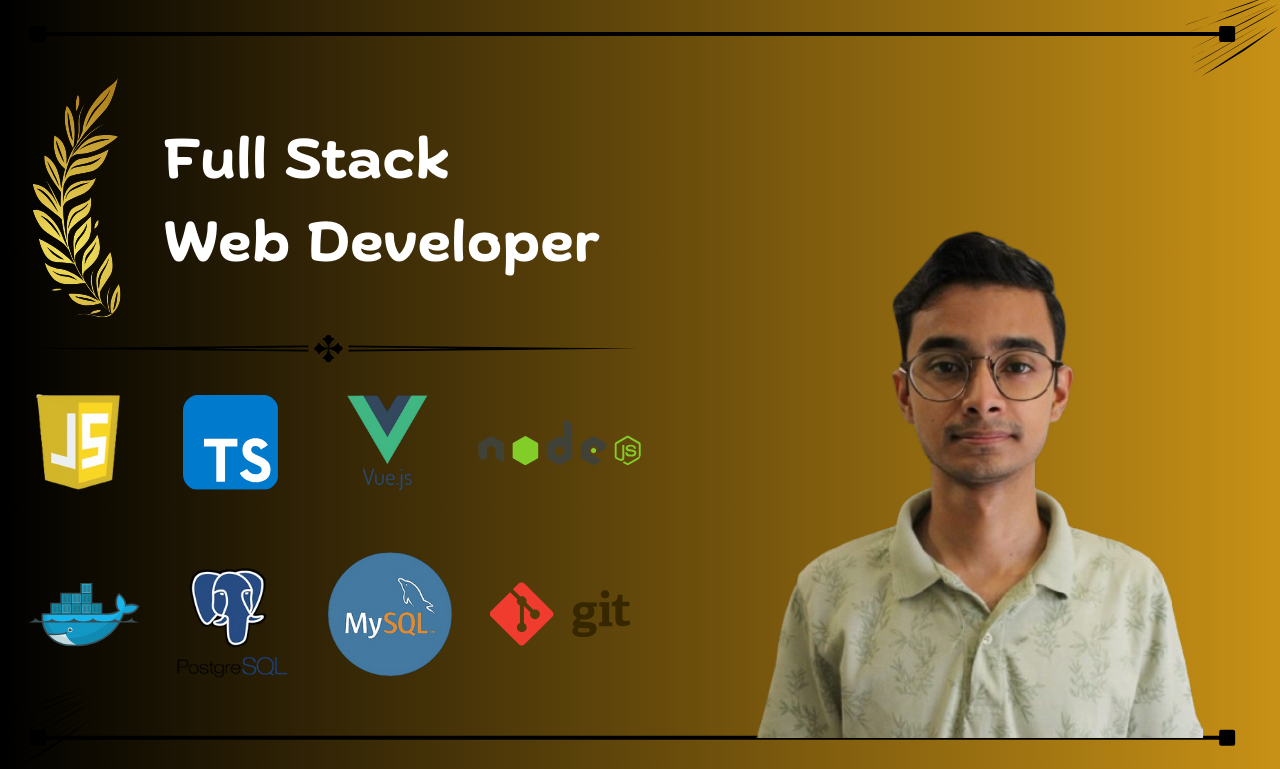 Full Stack
Web Developer
JS
TS
Vue.js
node
JS
PostgreSQL
MySQL
git